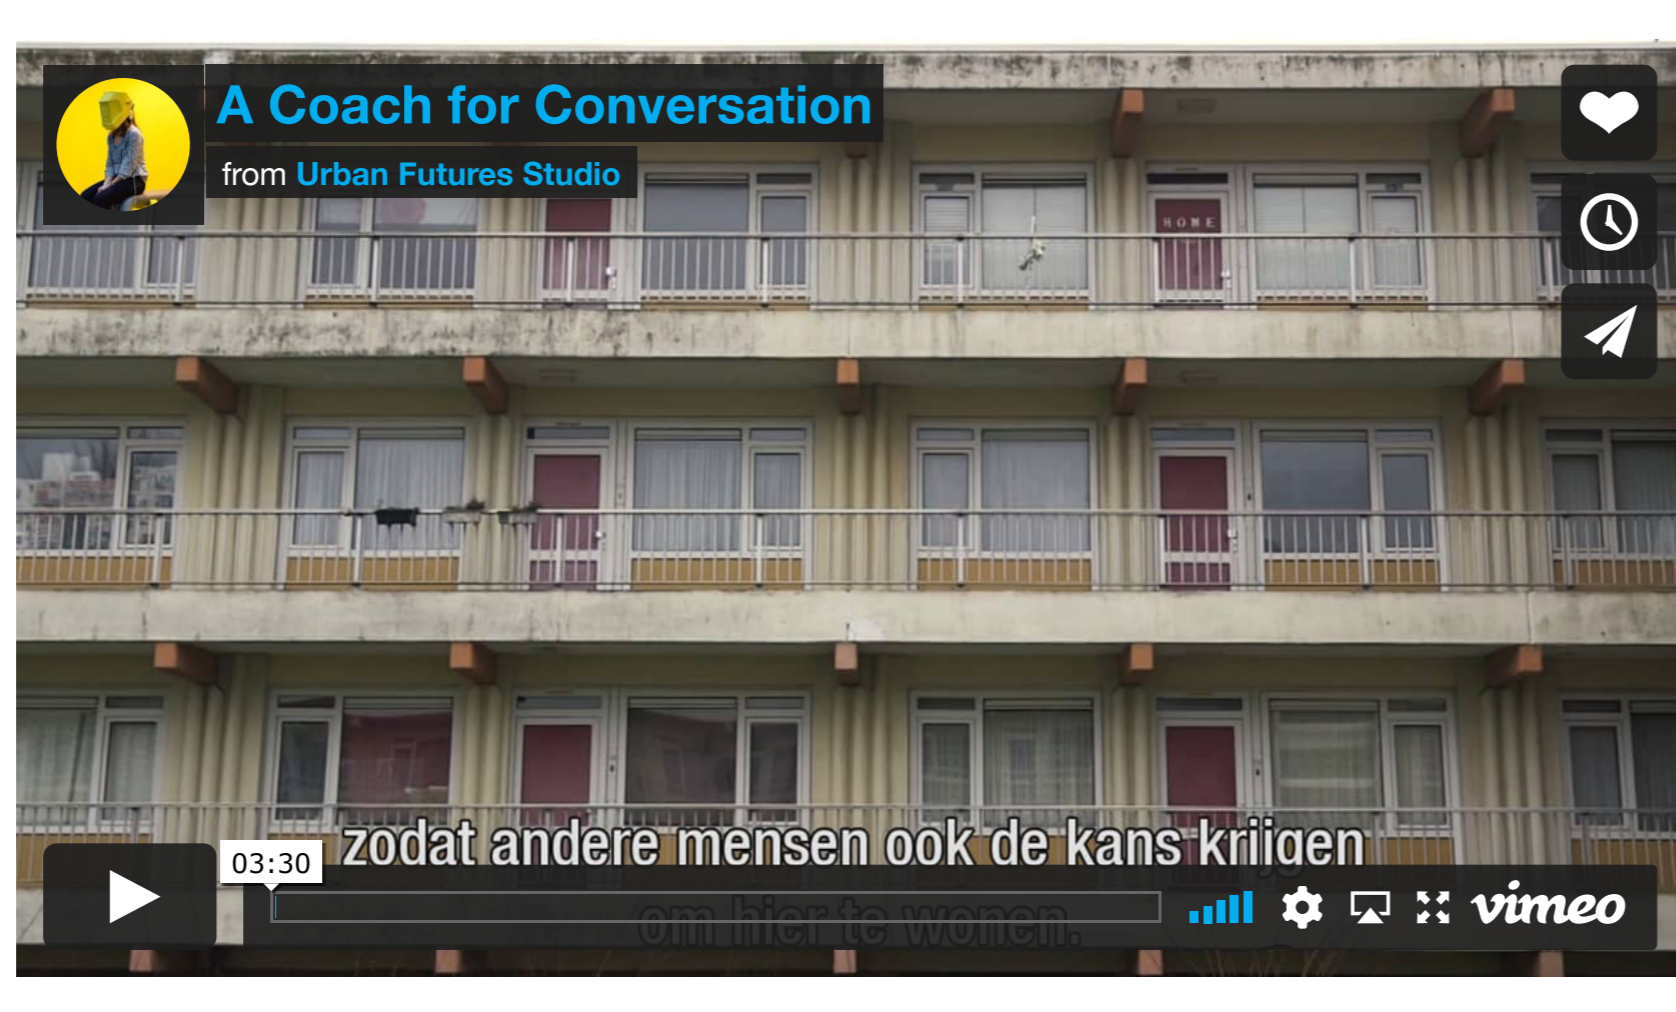 A Coach for Conversation
from Urban Futures Studio
HOME
zodat andere mensen ook de kans krijgen
03:30
om hier te wonen.
vimeo